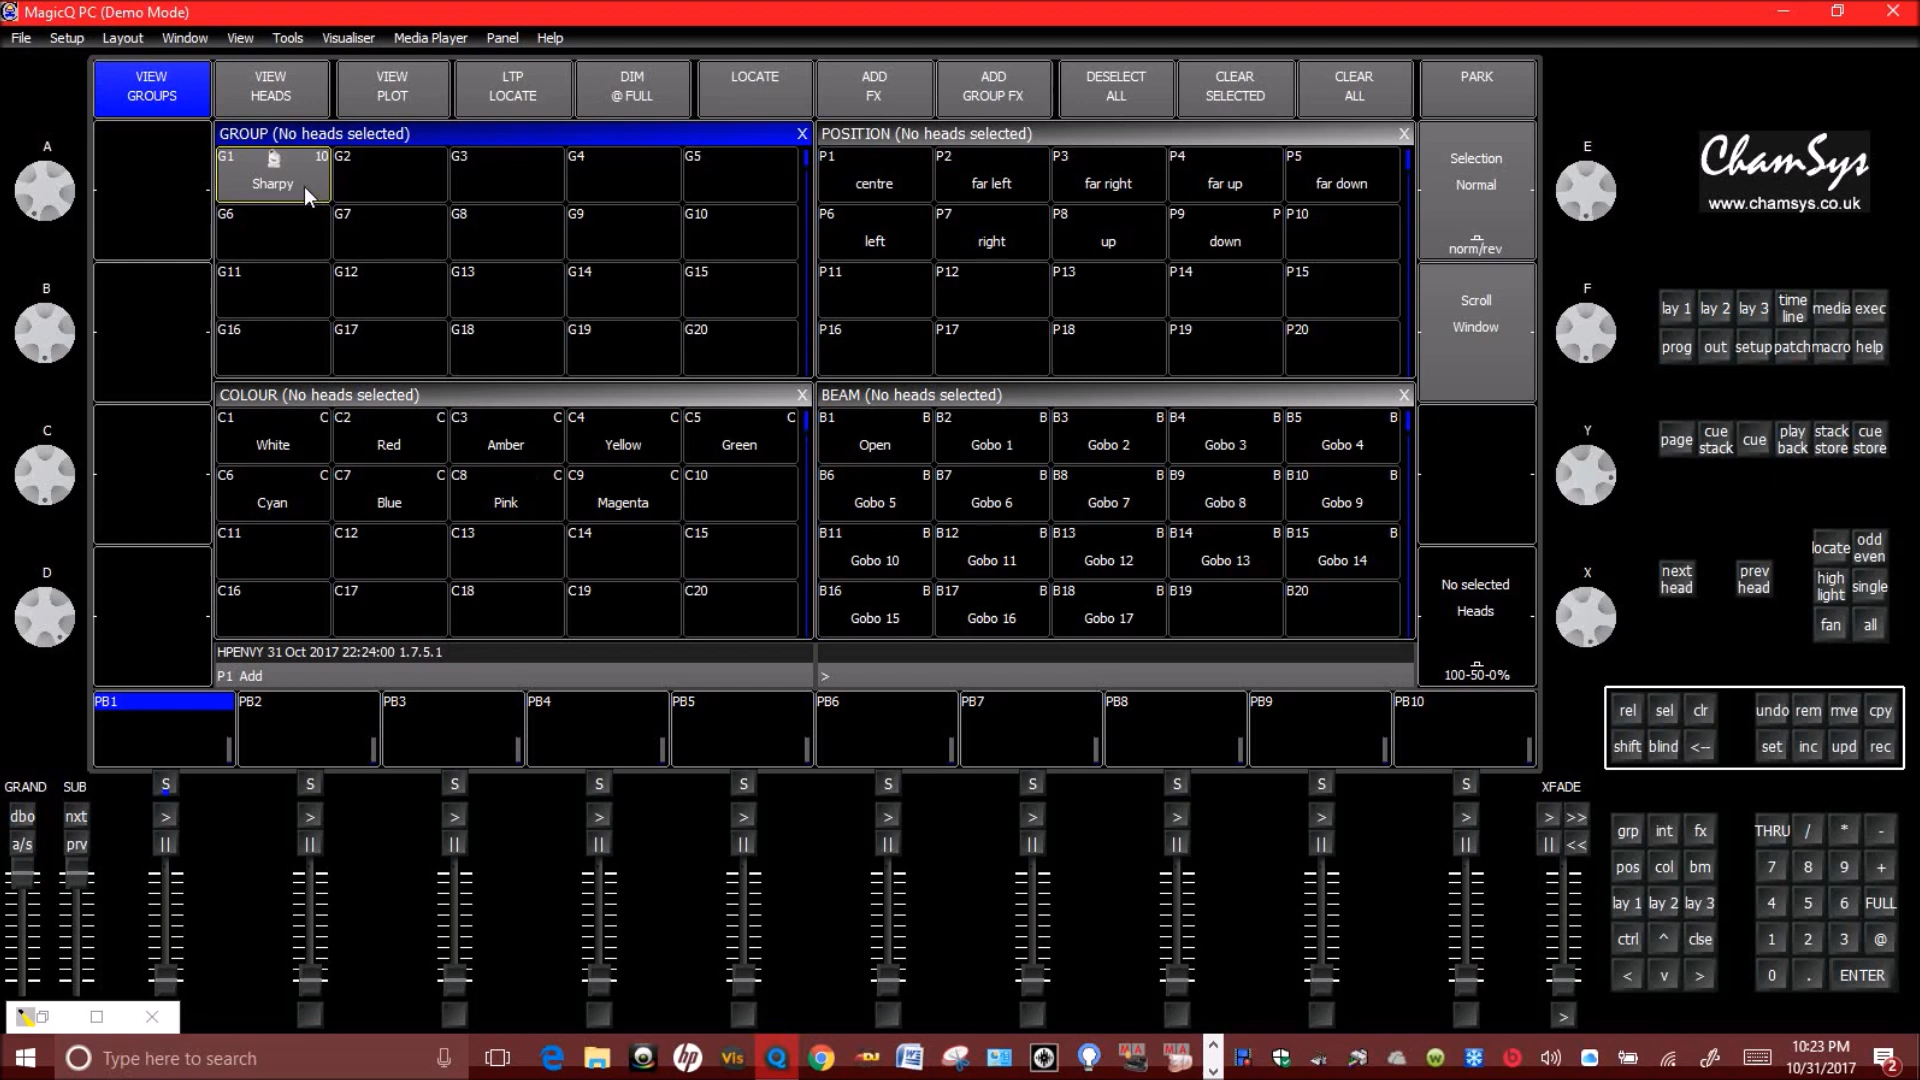 MagicQ PC (Demo Mode)
File Setup Layout Window View Tools Visualiser Media Player Panel Help
VIEW GROUPS
VIEW HEADS
VIEW PLOT
LTP LOCATE
DIM @ FULL
LOCATE
ADD FX
ADD GROUP FX
DESELECT ALL
CLEAR SELECTED
CLEAR ALL
PARK
GROUP (No heads selected) X
G1 10 Sharpy
G2
G3
G4
G5
G6
G7
G8
G9
G10
G11
G12
G13
G14
G15
G16
G17
G18
G19
G20
POSITION (No heads selected) X
P1 centre
P2 far left
P3 far right
P4 far up
P5 far down
P6 left
P7 right
P8 up
P9 P down
P10
P11
P12
P13
P14
P15
P16
P17
P18
P19
P20
COLOUR (No heads selected) X
C1 C White
C2 C Red
C3 C Amber
C4 C Yellow
C5 C Green
C6 C Cyan
C7 C Blue
C8 C Pink
C9 C Magenta
C10
C11
C12
C13
C14
C15
C16
C17
C18
C19
C20
BEAM (No heads selected) X
B1 B Open
B2 B Gobo 1
B3 B Gobo 2
B4 B Gobo 3
B5 B Gobo 4
B6 B Gobo 5
B7 B Gobo 6
B8 B Gobo 7
B9 B Gobo 8
B10 B Gobo 9
B11 B Gobo 10
B12 B Gobo 11
B13 B Gobo 12
B14 B Gobo 13
B15 B Gobo 14
B16 B Gobo 15
B17 B Gobo 16
B18 B Gobo 17
B19
B20
HPENVY 31 Oct 2017 22:24:00 1.7.5.1
P1 Add
>
Selection
Normal
norm/rev
Scroll
Window
No selected
Heads
100-50-0%
A
B
C
D
E
F
Y
X
ChamSys
www.chamsys.co.uk
lay 1 lay 2 lay 3 time line media exec
prog out setup patch macro help
page cue stack cue play back stack store cue store
next head prev head
locate odd even
high light single
fan all
rel sel clr undo rem mve cpy
shift blind <-- set inc upd rec
PB1 PB2 PB3 PB4 PB5 PB6 PB7 PB8 PB9 PB10
GRAND SUB
dbo nxt
a/s prv
S S S S S S S S S S
> > > > > > > > > >
|| || || || || || || || || ||
XFADE
> >>
|| <<
>
grp int fx THRU / * -
pos col bm 7 8 9 +
lay 1 lay 2 lay 3 4 5 6 FULL
ctrl ^ clse 1 2 3 @
< v > 0 . ENTER
Type here to search
hp
Vis
DJ
10:23 PM
10/31/2017
2